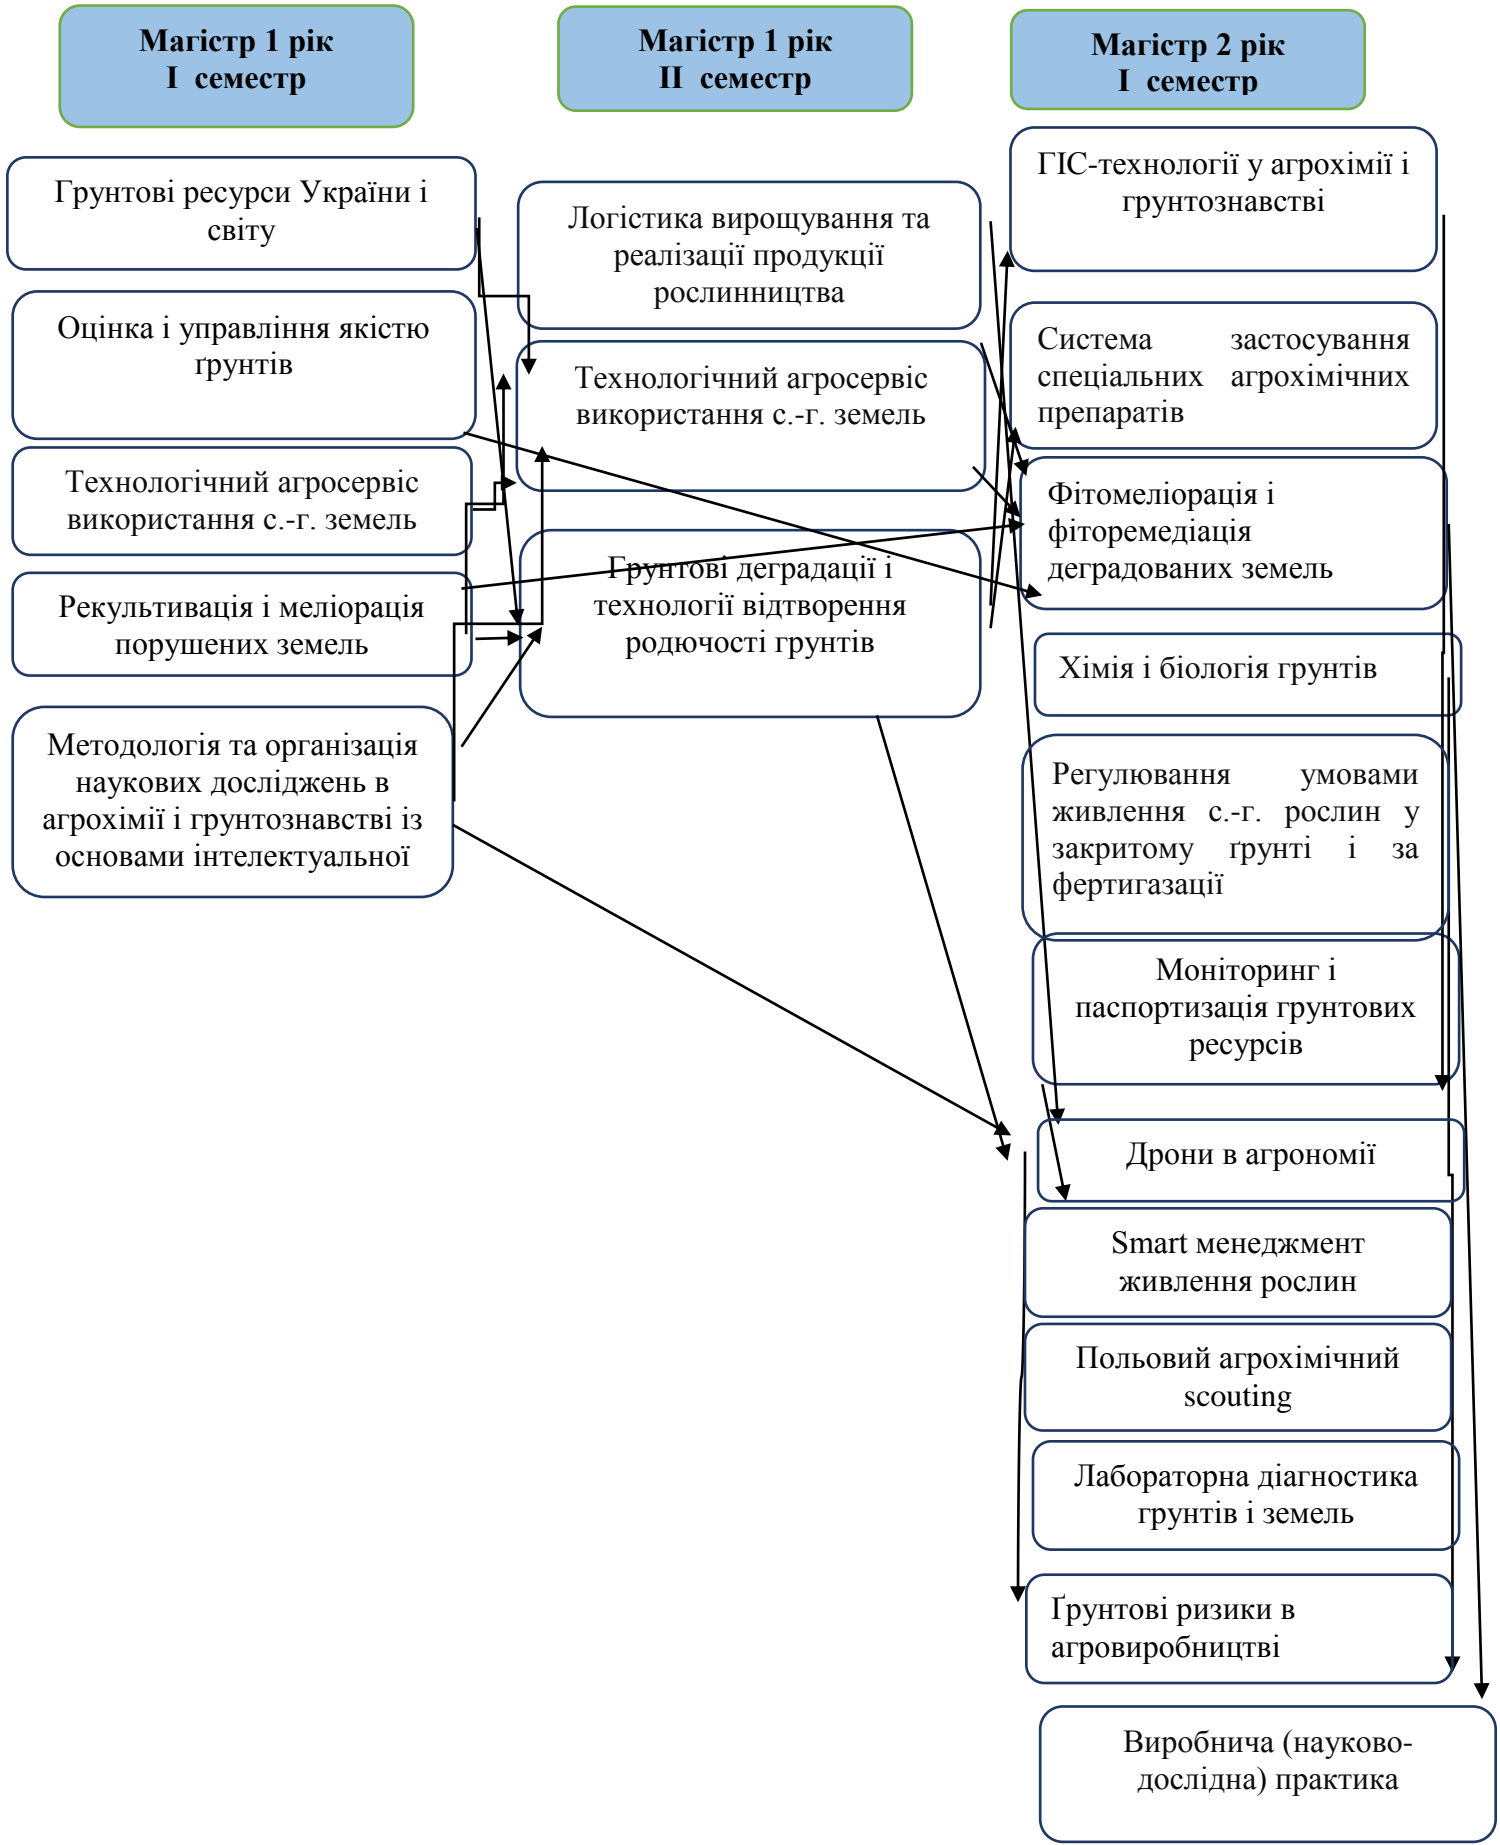 Магістр 1 рік
І семестр
Грунтові ресурси України і
світу
Оцінка і управління якістю
ґрунтів
Технологічний агросервіс
використання с.-г. земель
Рекультивація і меліорація
порушених земель
Методологія та організація
наукових досліджень в
агрохімії і грунтознавстві із
основами інтелектуальної
Магістр 1 рік
ІІ семестр
Логістика вирощування та
реалізації продукції
рослинництва
Технологічний агросервіс
використання с.-г. земель
Грунтові деградації і
технології відтворення
родючості грунтів
Магістр 2 рік
І семестр
ГІС-технології у агрохімії і
грунтознавстві
Система застосування
спеціальних агрохімічних
препаратів
Фітомеліорація і
фіторемедіація
деградованих земель
Хімія і біологія грунтів
Регулювання умовами
живлення с.-г. рослин у
закритому ґрунті і за
фертигазації
Моніторинг і
паспортизація грунтових
ресурсів
Дрони в агрономії
Smart менеджмент
живлення рослин
Польовий агрохімічний
scouting
Лабораторна діагностика
грунтів і земель
Ґрунтові ризики в
агровиробництві
Виробнича (науково-
дослідна) практика